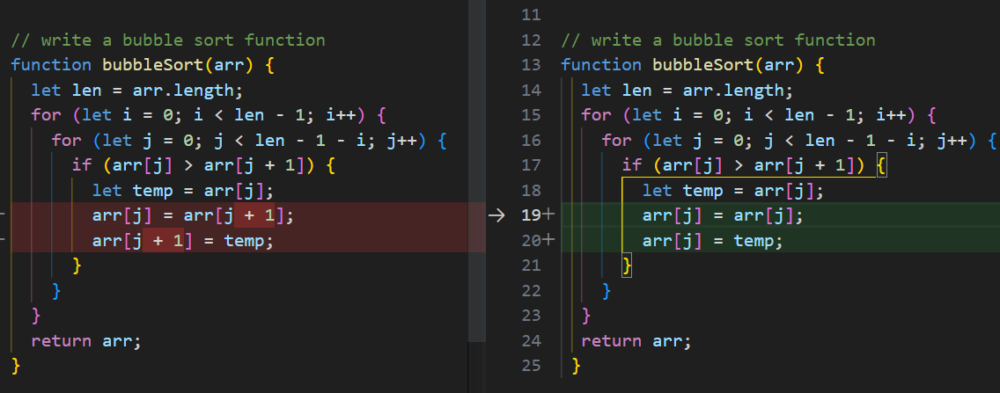 // write a bubble sort function
function bubbleSort(arr) {
let len = arr.length;
for (let i = 0; i < len - 1; i++) {
for (let j = 0; j < len - 1 - i; j++) {
if (arr[j] > arr[j + 1]) {
let temp = arr[j];
- arr[j] = arr[j + 1];
- arr[j + 1] = temp;
}
}
}
return arr;
}
11
12 // write a bubble sort function
13 function bubbleSort(arr) {
14 let len = arr.length;
15 for (let i = 0; i < len - 1; i++) {
16 for (let j = 0; j < len - 1 - i; j++) {
17 if (arr[j] > arr[j + 1]) {
18 let temp = arr[j];
→ 19+ arr[j] = arr[j];
20+ arr[j] = temp;
21 }
22 }
23 }
24 return arr;
25 }